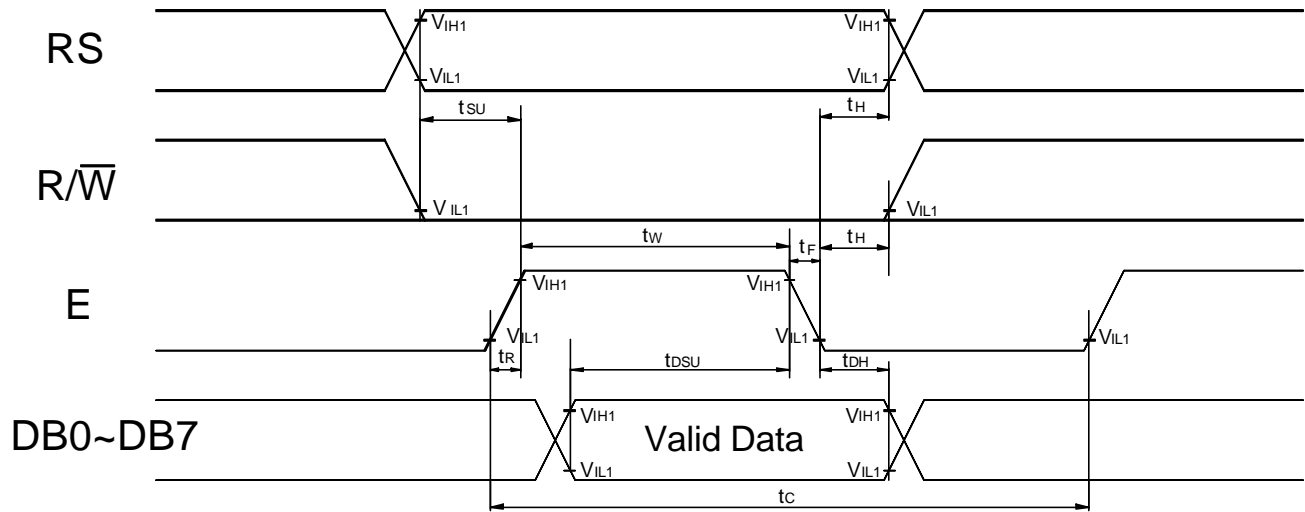 RS
VIH1
VIH1
VIL1
VIL1
tSU
tH
R/W̅
VIL1
VIL1
tW
tF
tH
E
VIH1
VIH1
VIL1
VIL1
VIL1
tR
tDSU
tDH
DB0~DB7
VIH1
Valid Data
VIH1
VIL1
VIL1
tC